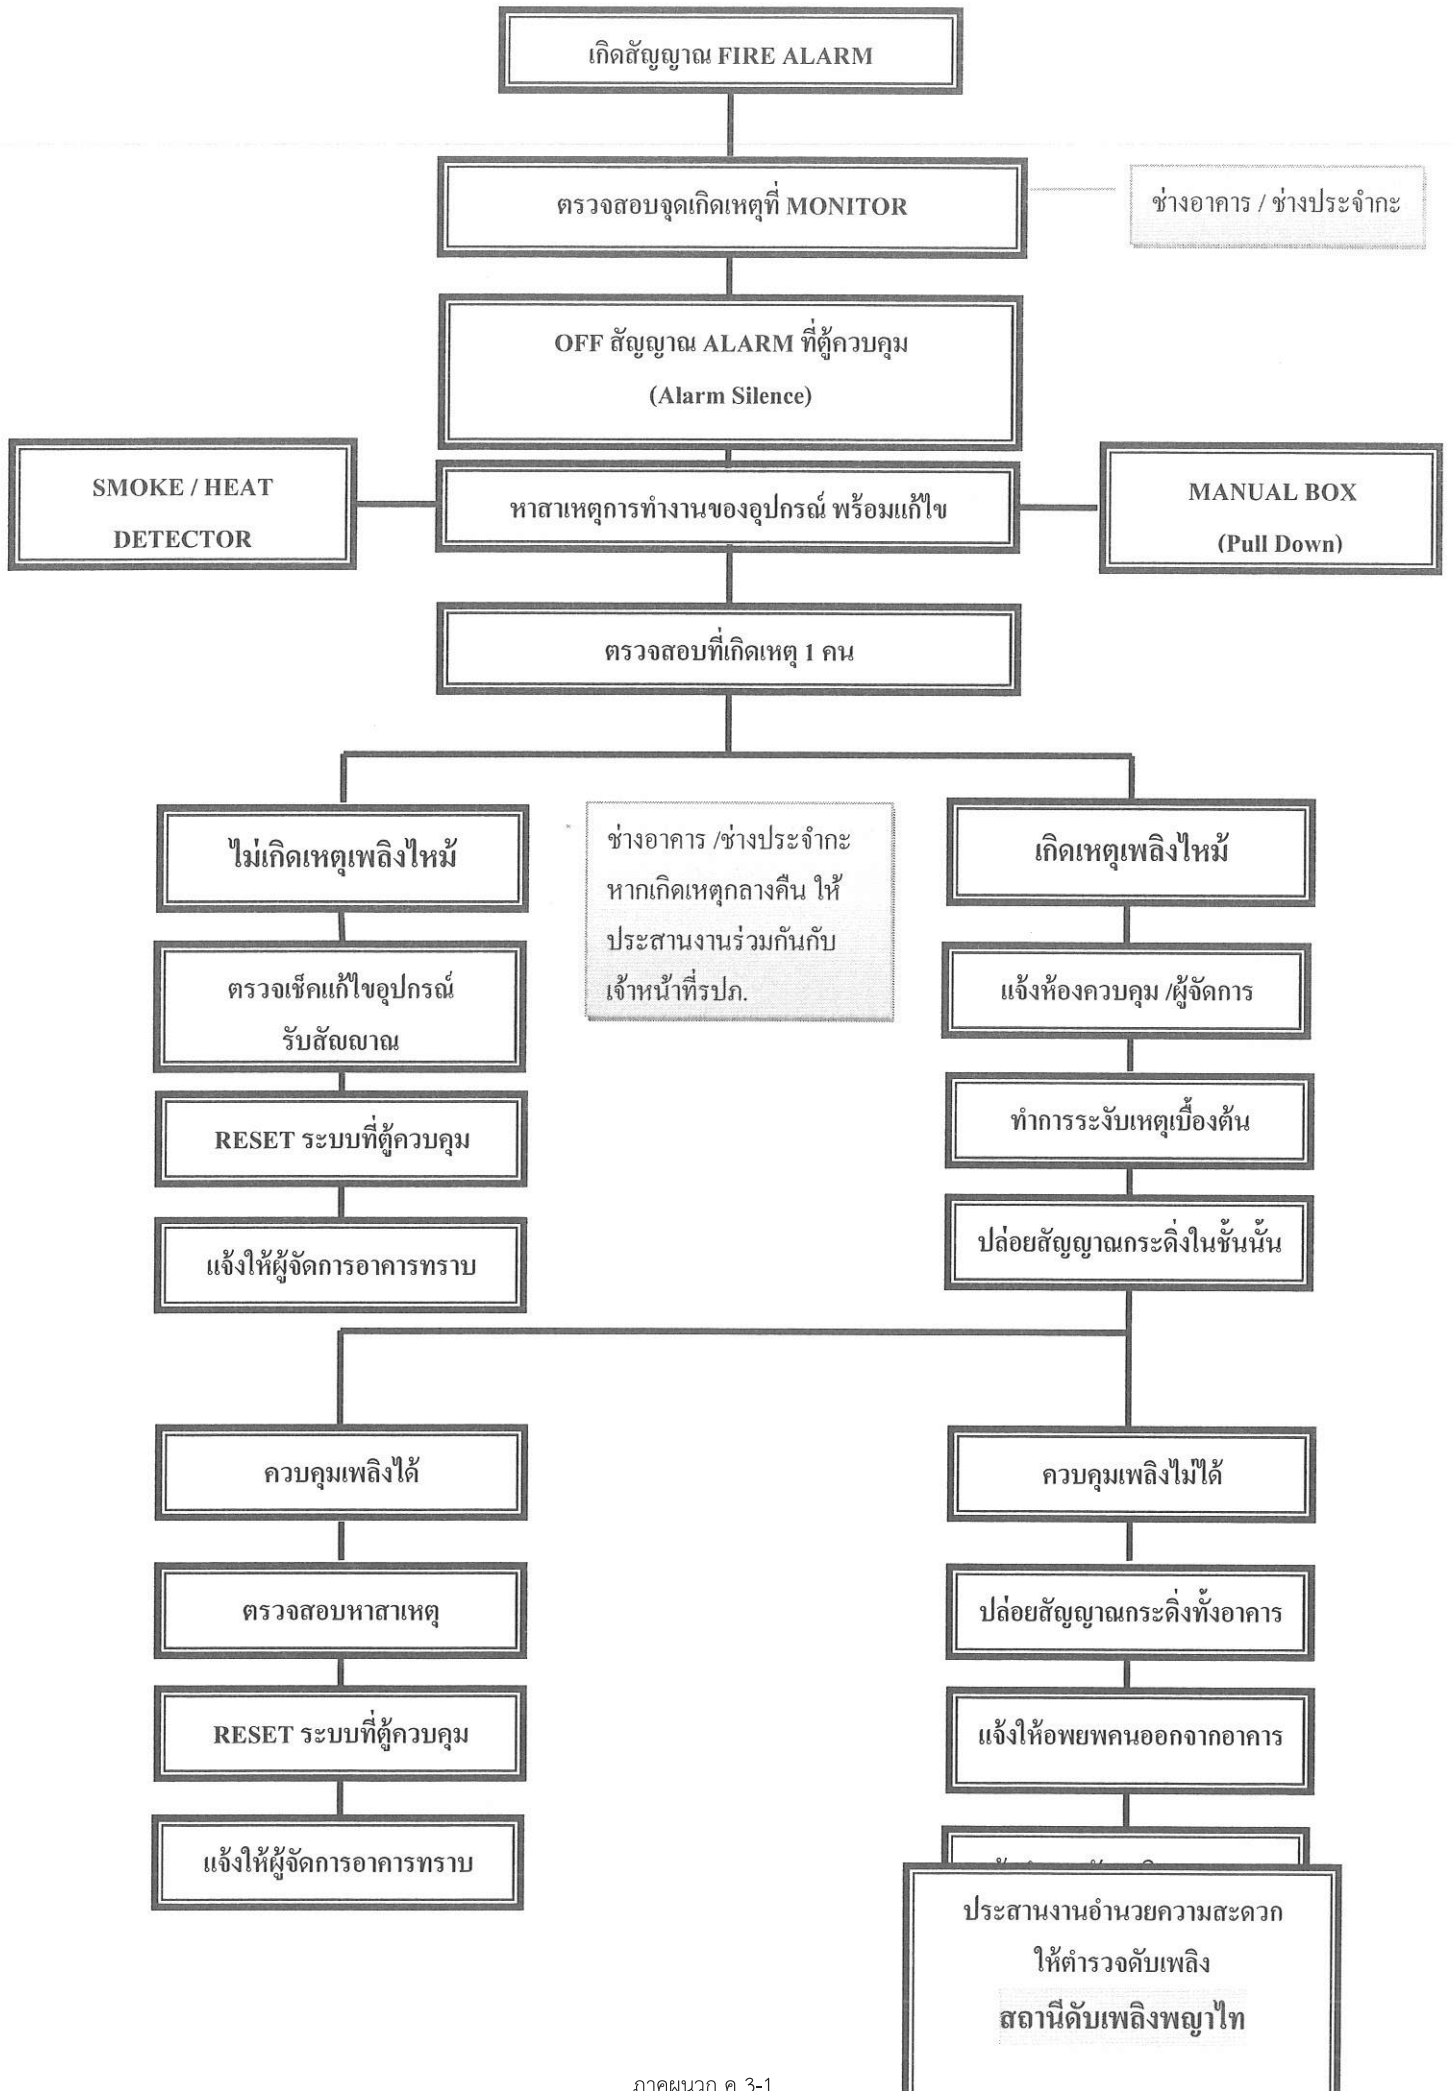 เกิดสัญญาณ FIRE ALARM
ตรวจสอบจุดเกิดเหตุที่ MONITOR
ช่างอาคาร / ช่างประจำกะ
OFF สัญญาณ ALARM ที่ตู้ควบคุม
(Alarm Silence)
SMOKE / HEAT
DETECTOR
หาสาเหตุการทำงานของอุปกรณ์ พร้อมแก้ไข
MANUAL BOX
(Pull Down)
ตรวจสอบที่เกิดเหตุ 1 คน
ไม่เกิดเหตุเพลิงไหม้
ช่างอาคาร /ช่างประจำกะ
หากเกิดเหตุกลางคืน ให้
ประสานงานร่วมกันกับ
เจ้าหน้าที่รปภ.
เกิดเหตุเพลิงไหม้
ตรวจเช็คแก้ไขอุปกรณ์
รับสัญญาณ
แจ้งห้องควบคุม /ผู้จัดการ
RESET ระบบที่ตู้ควบคุม
ทำการระงับเหตุเบื้องต้น
แจ้งให้ผู้จัดการอาคารทราบ
ปล่อยสัญญาณกระดิ่งในชั้นนั้น
ควบคุมเพลิงได้
ควบคุมเพลิงไม่ได้
ตรวจสอบหาสาเหตุ
ปล่อยสัญญาณกระดิ่งทั้งอาคาร
RESET ระบบที่ตู้ควบคุม
แจ้งให้อพยพคนออกจากอาคาร
แจ้งให้ผู้จัดการอาคารทราบ
ประสานงานอำนวยความสะดวก
ให้ตำรวจดับเพลิง
สถานีดับเพลิงพญาไท
ภาคผนวก ค 3-1